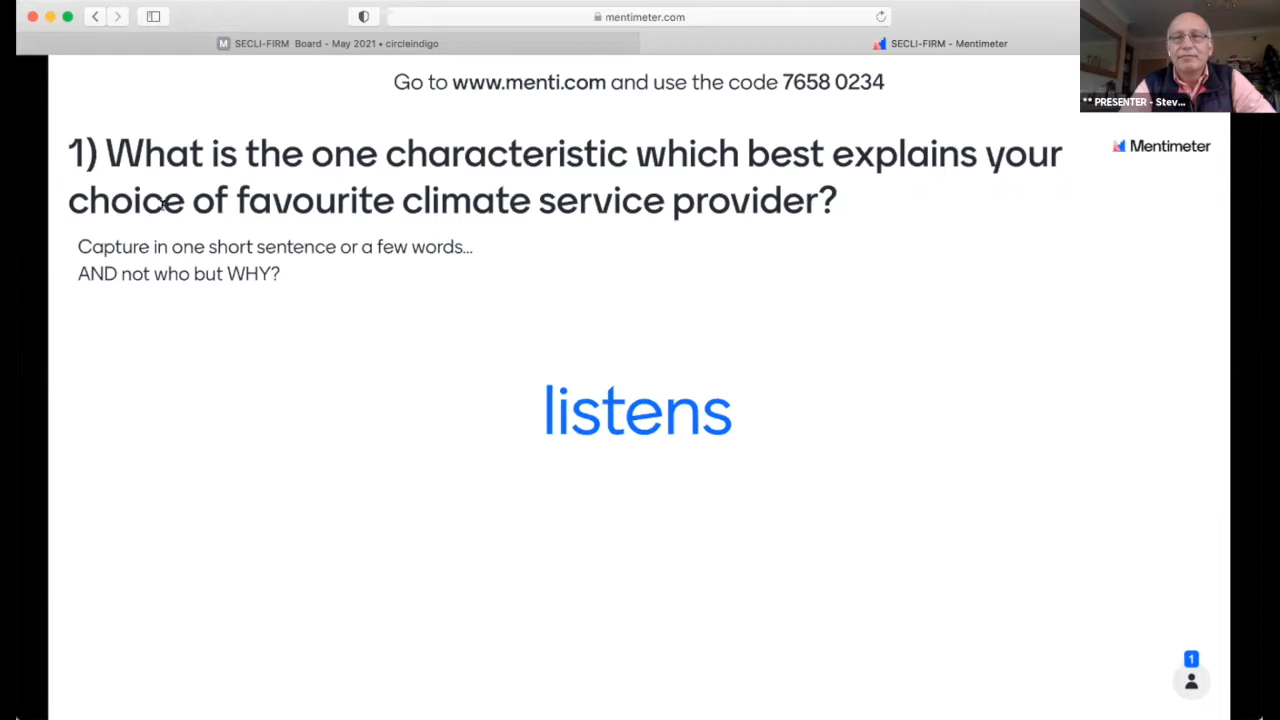 mentimeter.com
M SECLI-FIRM Board - May 2021 • circleindigo
SECLI-FIRM - Mentimeter
** PRESENTER - Stev...
Go to www.menti.com and use the code 7658 0234
Mentimeter
1) What is the one characteristic which best explains your
choice of favourite climate service provider?
Capture in one short sentence or a few words...
AND not who but WHY?
listens
1